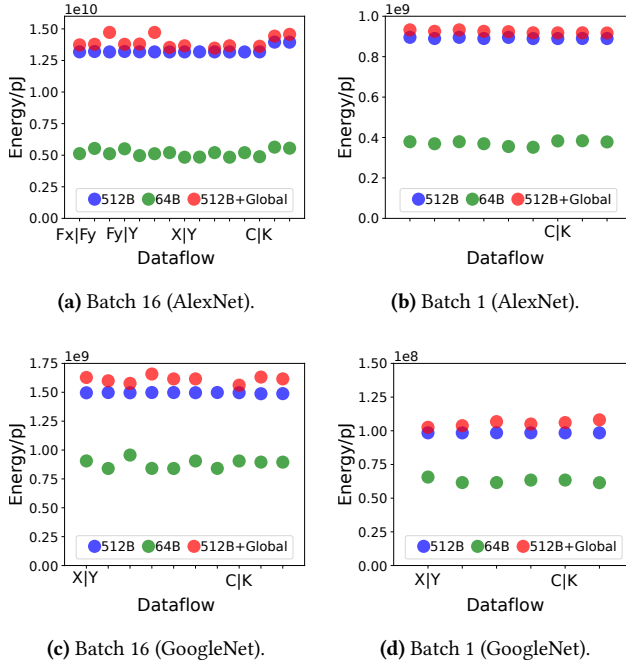 1e10
1.50
1.25
1.00
0.75
0.50
0.25
0.00
Energy/pJ
512B 64B 512B+Global
Fx|Fy Fy|Y X|Y C|K
Dataflow
(a) Batch 16 (AlexNet).
1e9
1.0
0.8
0.6
0.4
0.2
0.0
Energy/pJ
512B 64B 512B+Global
C|K
Dataflow
(b) Batch 1 (AlexNet).
1e9
1.75
1.50
1.25
1.00
0.75
0.50
0.25
0.00
Energy/pJ
512B 64B 512B+Global
X|Y C|K
Dataflow
(c) Batch 16 (GoogleNet).
1e8
1.50
1.25
1.00
0.75
0.50
0.25
0.00
Energy/pJ
512B 64B 512B+Global
X|Y C|K
Dataflow
(d) Batch 1 (GoogleNet).